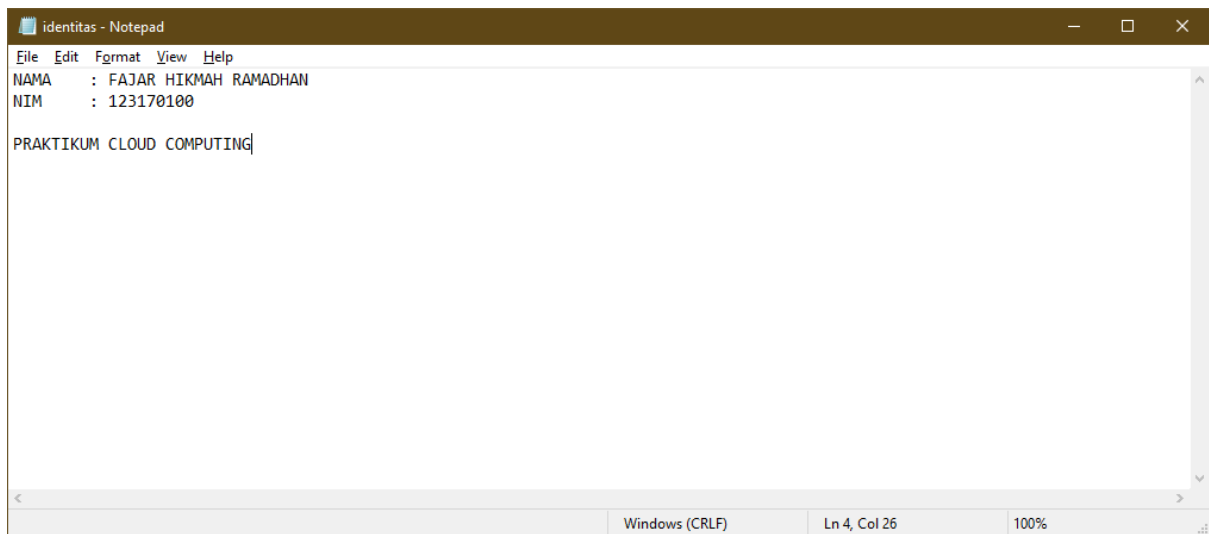 identitas - Notepad
File Edit Format View Help
NAMA : FAJAR HIKMAH RAMADHAN
NIM : 123170100
PRAKTIKUM CLOUD COMPUTING
Windows (CRLF) Ln 4, Col 26 100%